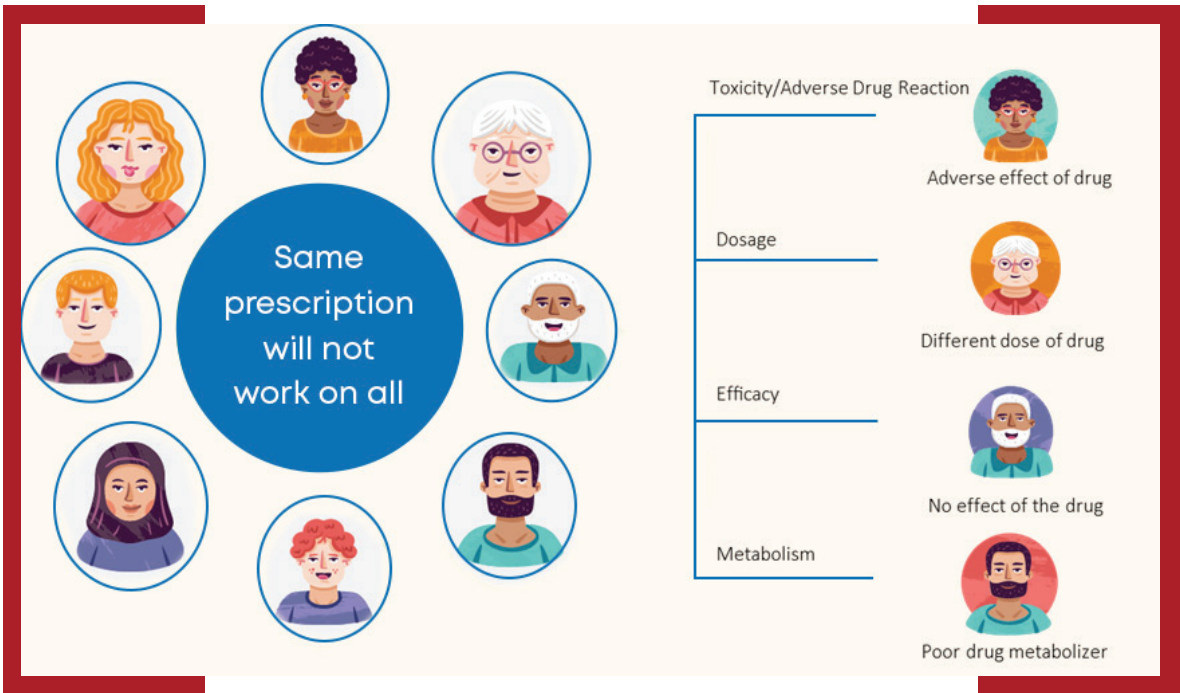 Same
prescription
will not
work on all
Toxicity/Adverse Drug Reaction
Adverse effect of drug
Dosage
Different dose of drug
Efficacy
No effect of the drug
Metabolism
Poor drug metabolizer